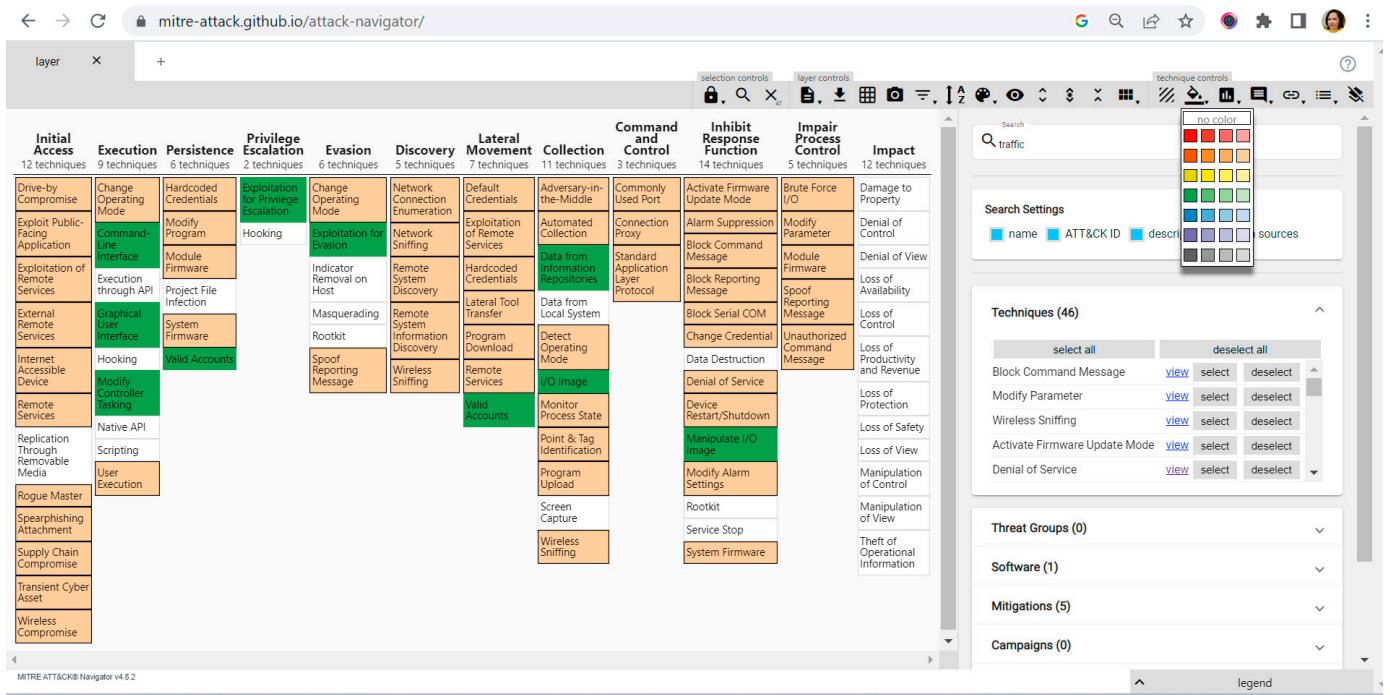 mitre-attack.github.io/attack-navigator/
layer
selection controls
layer controls
technique controls
47
no color
Initial
Access
12 techniques
Drive-by
Compromise
Exploit Public-
Facing
Application
Exploitation of
Remote
Services
External
Remote
Services
Internet
Accessible
Device
Remote
Services
Replication
Through
Removable
Media
Rogue Master
Spearphishing
Attachment
Supply Chain
Compromise
Transient Cyber
Asset
Wireless
Compromise
Execution
9 techniques
Change
Operating
Mode
Command-
Line
Interface
Execution
through API
Graphical
User
Interface
Hooking
Modify
Controller
Tasking
Native API
Scripting
User
Execution
Persistence
6 techniques
Hardcoded
Credentials
Modify
Program
Module
Firmware
Project File
Infection
System
Firmware
Valid Accounts
Privilege
Escalation
2 techniques
Exploitation
for Privilege
Escalation
Hooking
Evasion
6 techniques
Change
Operating
Mode
Exploitation for
Evasion
Indicator
Removal on
Host
Masquerading
Rootkit
Spoof
Reporting
Message
Discovery
5 techniques
Network
Connection
Enumeration
Network
Sniffing
Remote
System
Discovery
Remote
System
Information
Discovery
Wireless
Sniffing
Lateral
Movement
7 techniques
Default
Credentials
Exploitation
of Remote
Services
Hardcoded
Credentials
Lateral Tool
Transfer
Program
Download
Remote
Services
Valid
Accounts
Collection
11 techniques
Adversary-in-
the-Middle
Automated
Collection
Data from
Information
Repositories
Data from
Local System
Detect
Operating
Mode
I/O Image
Monitor
Process State
Point & Tag
Identification
Program
Upload
Screen
Capture
Wireless
Sniffing
Command
and
Control
3 techniques
Commonly
Used Port
Connection
Proxy
Standard
Application
Layer
Protocol
Inhibit
Response
Function
14 techniques
Activate Firmware
Update Mode
Alarm Suppression
Block Command
Message
Block Reporting
Message
Block Serial COM
Change Credential
Data Destruction
Denial of Service
Device
Restart/Shutdown
Manipulate I/O
Image
Modify Alarm
Settings
Rootkit
Service Stop
System Firmware
Impair
Process
Control
5 techniques
Brute Force
I/O
Modify
Parameter
Module
Firmware
Spoof
Reporting
Message
Unauthorized
Command
Message
Impact
12 techniques
Damage to
Property
Denial of
Control
Denial of View
Loss of
Availability
Loss of
Control
Loss of
Productivity
and Revenue
Loss of
Protection
Loss of Safety
Loss of View
Manipulation
of Control
Manipulation
of View
Theft of
Operational
Information
Search
traffic
Search Settings
name ATT&CK ID descri sources
Techniques (46)
select all deselect all
Block Command Message view select deselect
Modify Parameter view select deselect
Wireless Sniffing view select deselect
Activate Firmware Update Mode view select deselect
Denial of Service view select deselect
Threat Groups (0)
Software (1)
Mitigations (5)
Campaigns (0)
MITRE ATT&CK® Navigator v4.8.2
legend